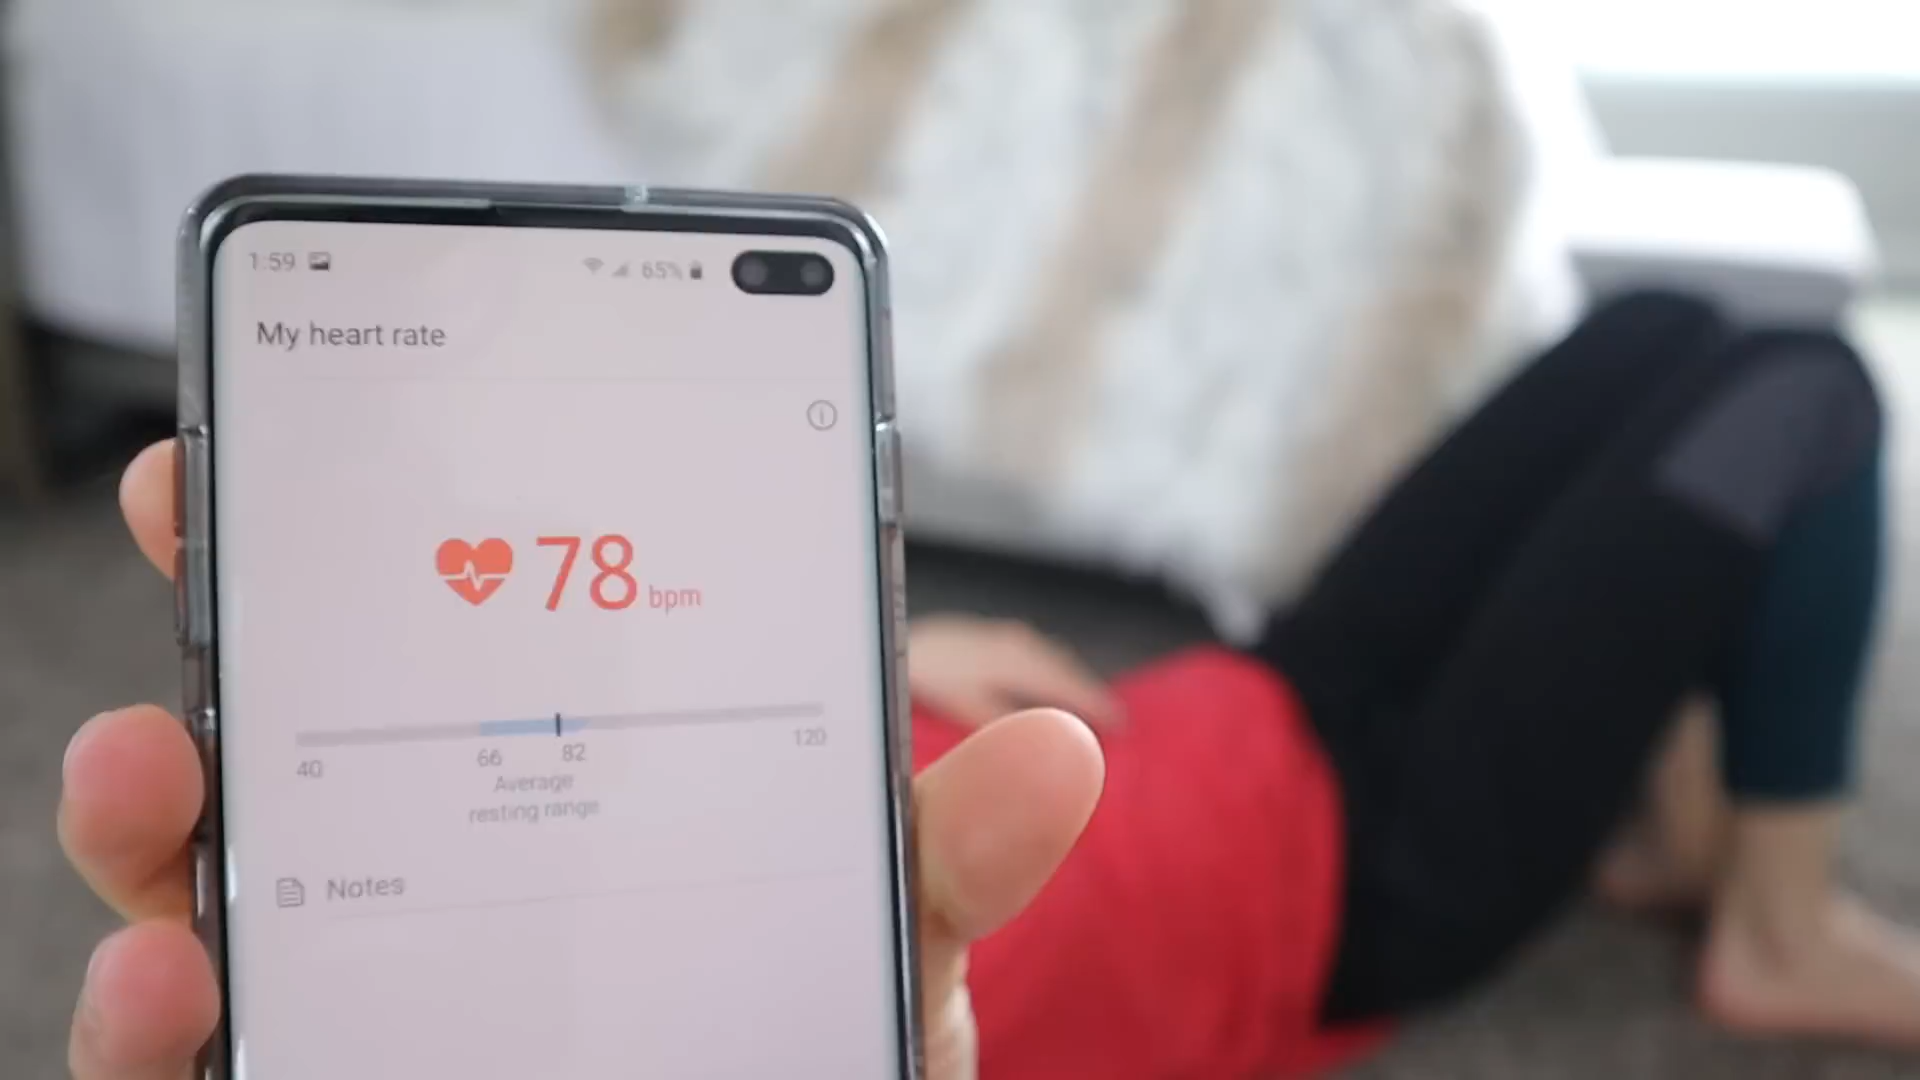 1:59 65%
My heart rate
78 bpm
40 66 82 120
Average
resting range
Notes